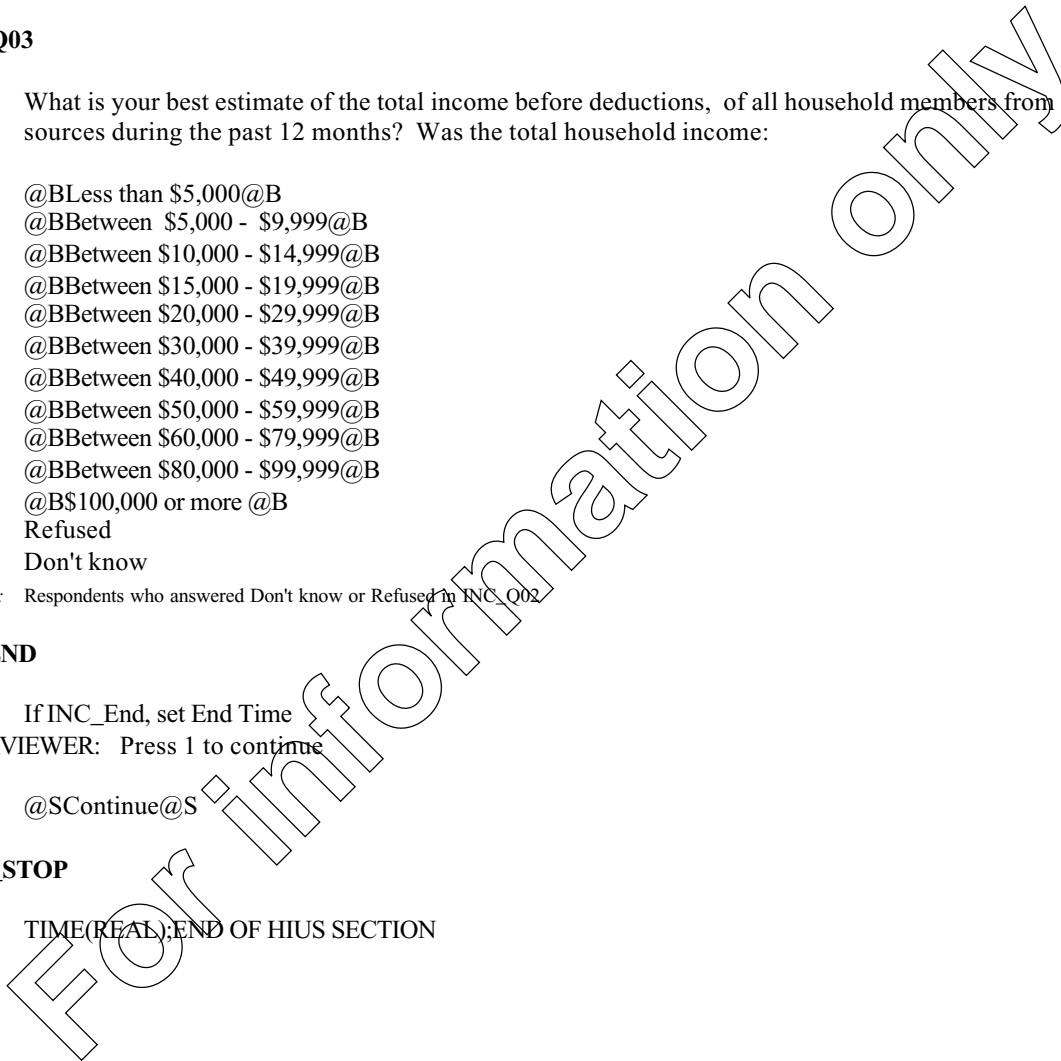 Q03
What is your best estimate of the total income before deductions, of all household members from
sources during the past 12 months? Was the total household income:
@BLess than $5,000@B
@BBetween $5,000 - $9,999@B
@BBetween $10,000 - $14,999@B
@BBetween $15,000 - $19,999@B
@BBetween $20,000 - $29,999@B
@BBetween $30,000 - $39,999@B
@BBetween $40,000 - $49,999@B
@BBetween $50,000 - $59,999@B
@BBetween $60,000 - $79,999@B
@BBetween $80,000 - $99,999@B
@B$100,000 or more @B
Refused
Don't know
r Respondents who answered Don't know or Refused in INC_Q02
END
If INC_End, set End Time
VIEWER: Press 1 to continue
@SContinue@S
_STOP
TIME(REAL);END OF HIUS SECTION
For information only